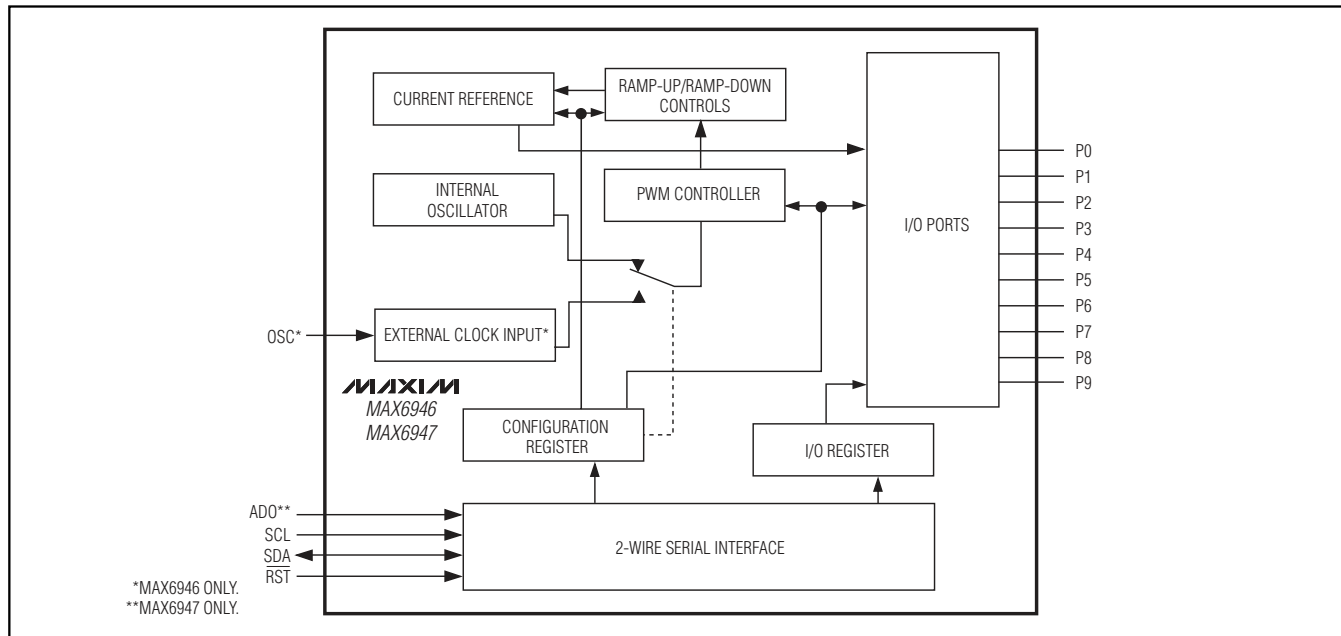 CURRENT REFERENCE
RAMP-UP/RAMP-DOWN
CONTROLS
INTERNAL
OSCILLATOR
PWM CONTROLLER
I/O PORTS
P0
P1
P2
P3
P4
P5
P6
P7
P8
P9
OSC*
EXTERNAL CLOCK INPUT*
MAXIM
MAX6946
MAX6947
CONFIGURATION
REGISTER
I/O REGISTER
ADO**
SCL
SDA
RST
2-WIRE SERIAL INTERFACE
*MAX6946 ONLY.
**MAX6947 ONLY.